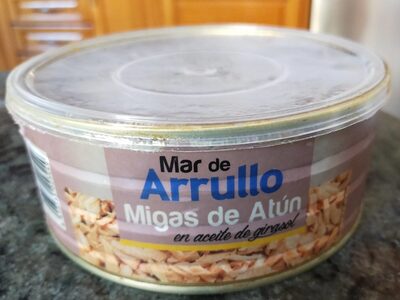 Mar de
Arrullo
Migas de Atún
en aceite de girasol